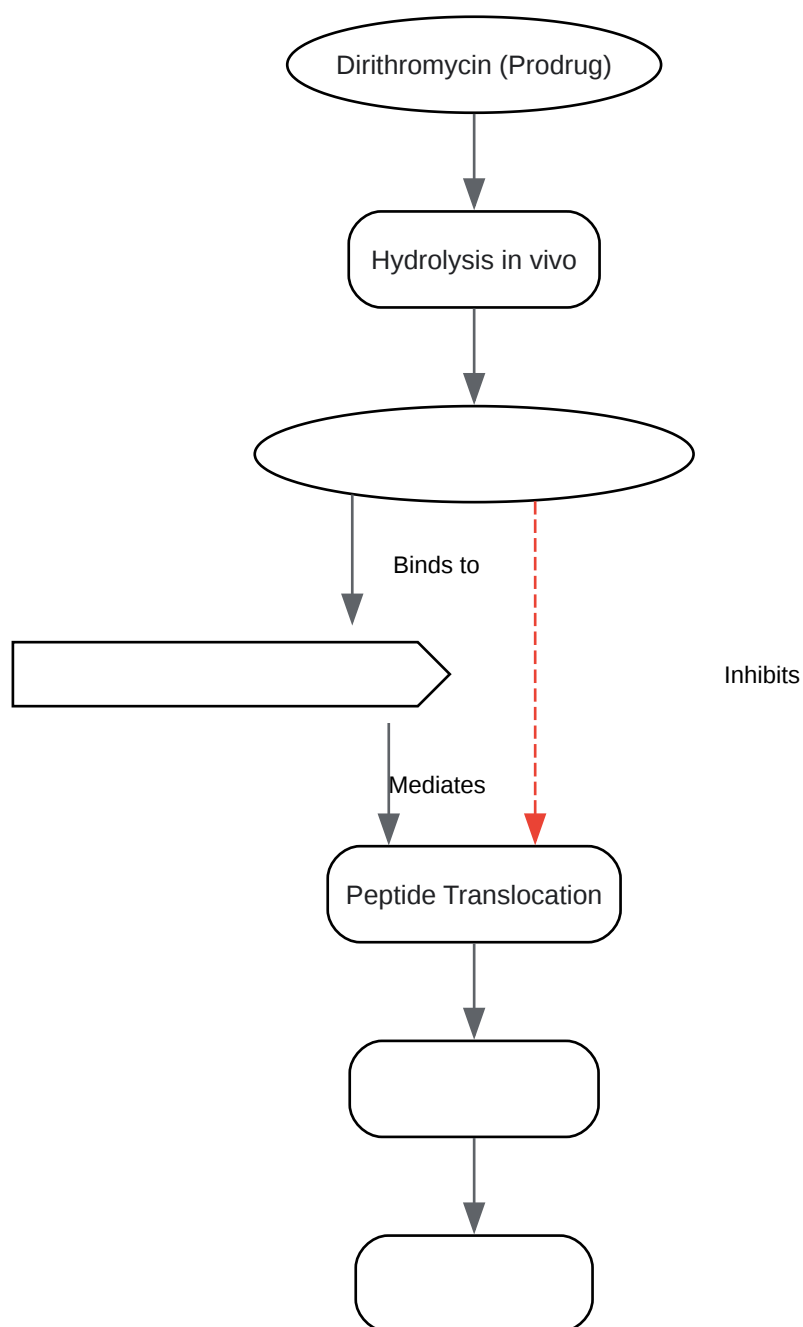 Dirithromycin (Prodrug)
Hydrolysis in vivo
Binds to
Inhibits
Mediates
Peptide Translocation